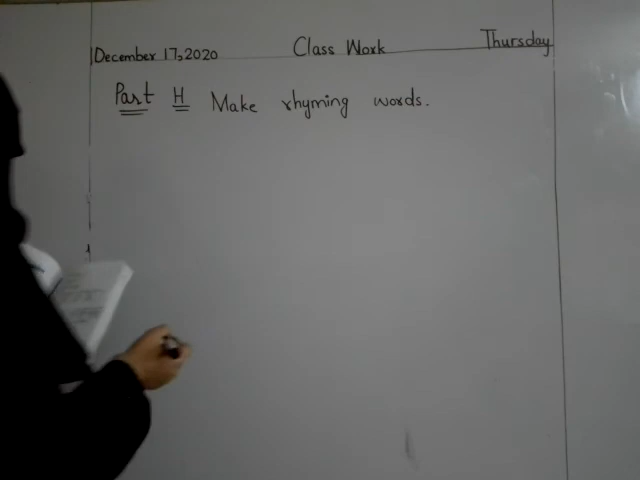 December 17,2020 Class Work Thursday
Part H Make rhyming words.